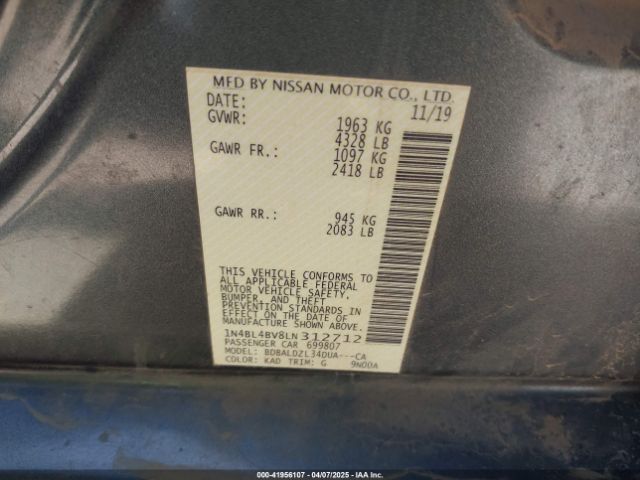 MFD BY NISSAN MOTOR CO., LTD.
DATE: 11/19
GVWR: 1963 KG
4328 LB
GAWR FR.: 1097 KG
2418 LB
GAWR RR.: 945 KG
2083 LB
THIS VEHICLE CONFORMS TO
ALL APPLICABLE FEDERAL
MOTOR VEHICLE SAFETY,
BUMPER, AND THEFT
PREVENTION STANDARDS IN
EFFECT ON THE DATE OF
MANUFACTURE SHOWN ABOVE.
1N4BL4BV8LN312712
PASSENGER CAR 699807
MODEL: BDBALDZL34DUA---CA
COLOR: KAD TRIM: G 9N00A
000-41956107 - 04/07/2025 - IAA Inc.